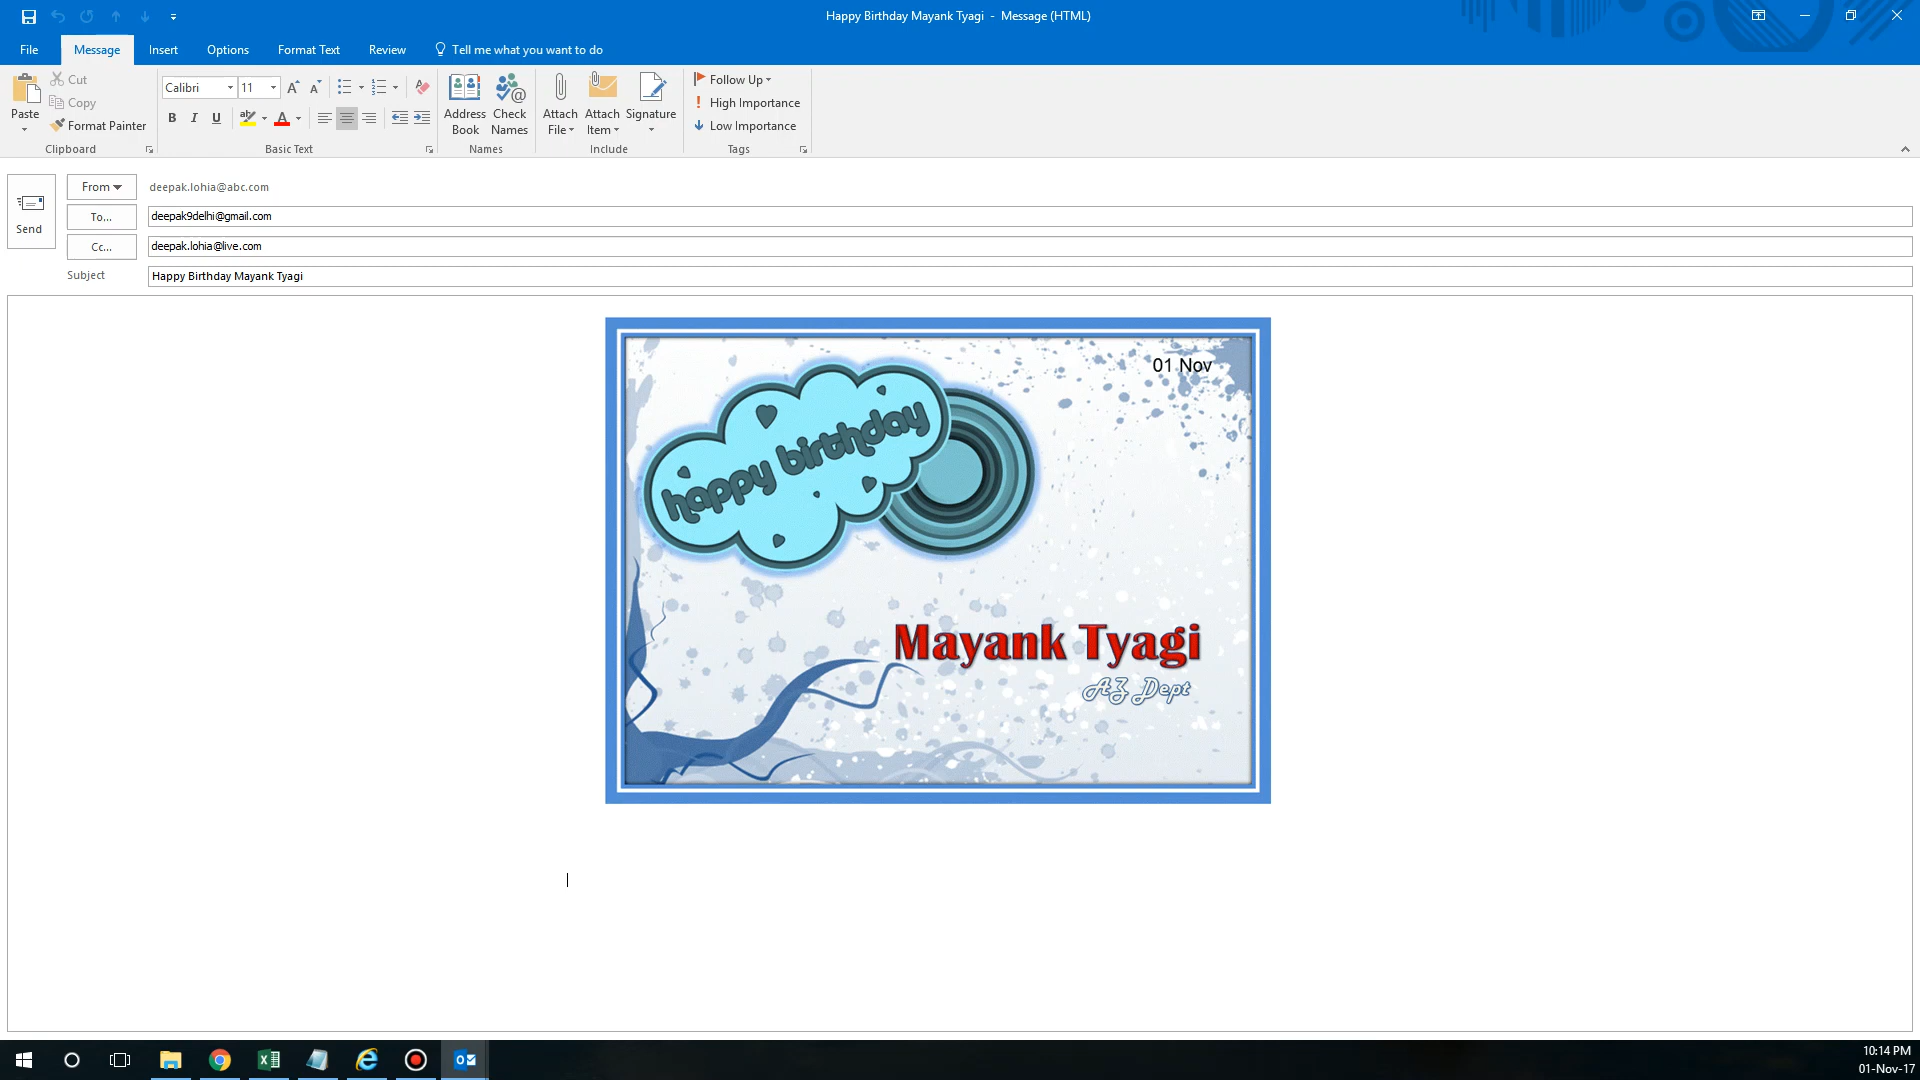 Happy Birthday Mayank Tyagi - Message (HTML)
File Message Insert Options Format Text Review Tell me what you want to do
Paste
Cut
Copy
Format Painter
Clipboard
Calibri 11
B I U
Basic Text
Address Book
Check Names
Names
Attach File
Attach Item
Signature
Include
Follow Up
High Importance
Low Importance
Tags
Send
From deepak.lohia@abc.com
To... deepak9delhi@gmail.com
Cc... deepak.lohia@live.com
Subject Happy Birthday Mayank Tyagi
01 Nov
happy birthday
Mayank Tyagi
AZ Dept
10:14 PM
01-Nov-17